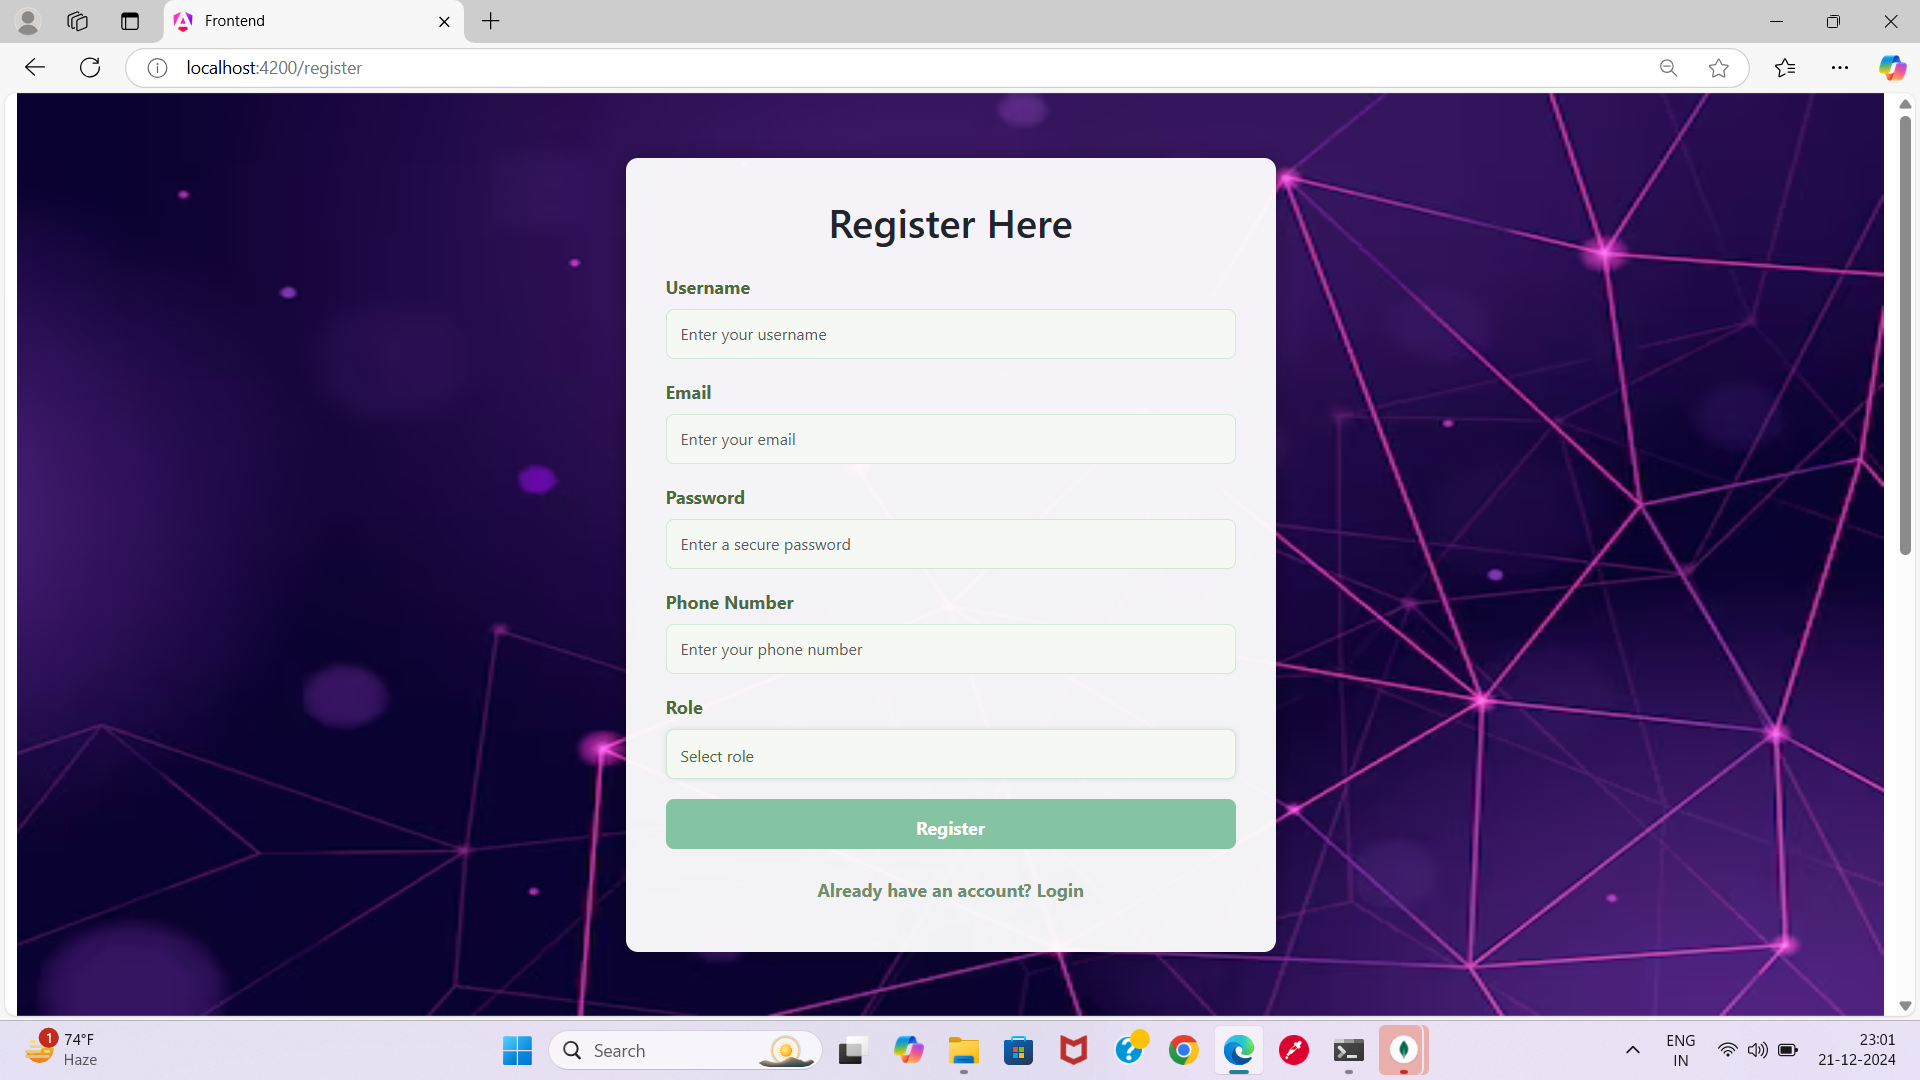 Frontend
localhost:4200/register
Register Here
Username
Enter your username
Email
Enter your email
Password
Enter a secure password
Phone Number
Enter your phone number
Role
Select role
Register
Already have an account? Login
1
74°F
Haze
Search
ENG
IN
23:01
21-12-2024